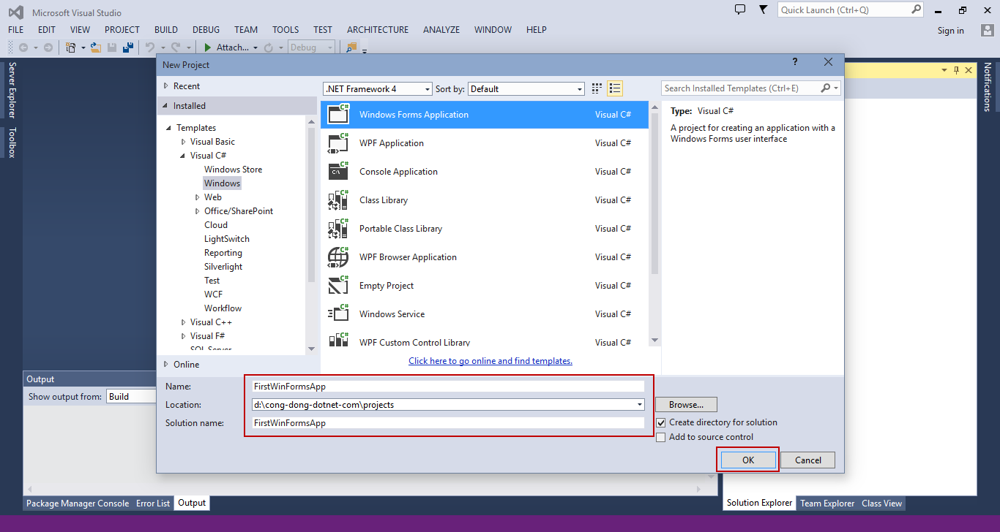 Microsoft Visual Studio
Quick Launch (Ctrl+Q)
FILE EDIT VIEW PROJECT BUILD DEBUG TEAM TOOLS TEST ARCHITECTURE ANALYZE WINDOW HELP
Sign in
Attach... Debug
Server Explorer
Toolbox
Notifications
New Project
?
Recent
Installed
Templates
Visual Basic
Visual C#
Windows Store
Windows
Web
Office/SharePoint
Cloud
LightSwitch
Reporting
Silverlight
Test
WCF
Workflow
Visual C++
Visual F#
SQL Server
Online
.NET Framework 4
Sort by: Default
Search Installed Templates (Ctrl+E)
C# Windows Forms Application Visual C#
C# WPF Application Visual C#
C# C:\ Console Application Visual C#
C# Class Library Visual C#
C# Portable Class Library Visual C#
C# WPF Browser Application Visual C#
C# Empty Project Visual C#
C# Windows Service Visual C#
C# WPF Custom Control Library Visual C#
Click here to go online and find templates.
Type: Visual C#
A project for creating an application with a
Windows Forms user interface
Name: FirstWinFormsApp
Location: d:\cong-dong-dotnet-com\projects
Browse...
Solution name: FirstWinFormsApp
Create directory for solution
Add to source control
OK Cancel
Output
Show output from: Build
Package Manager Console Error List Output
Solution Explorer Team Explorer Class View